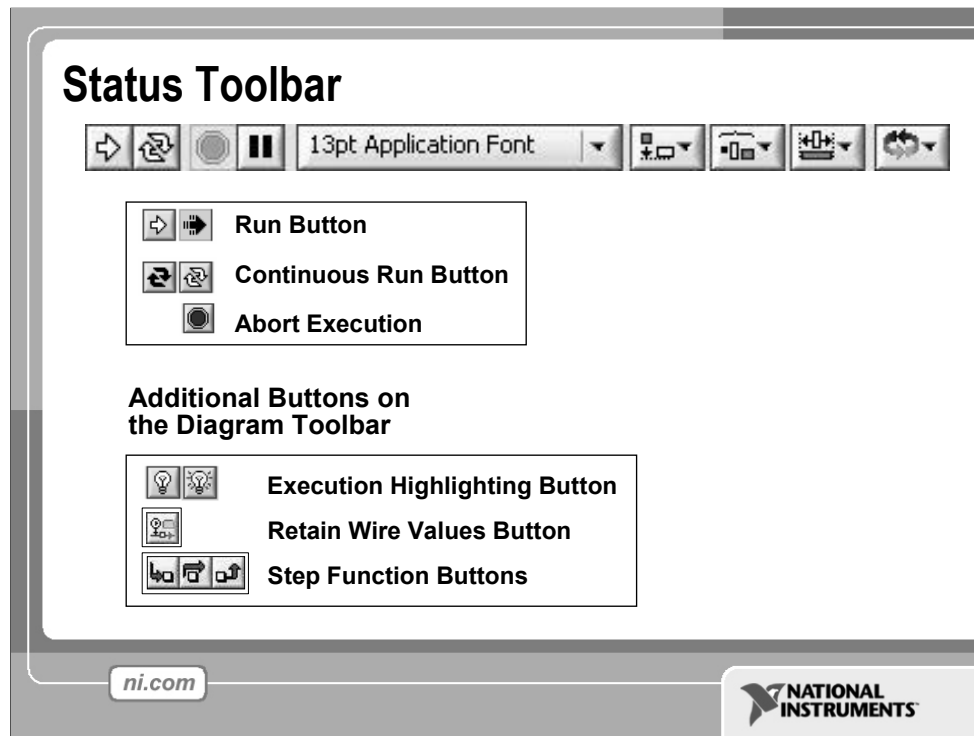 Status Toolbar
13pt Application Font
Run Button
Continuous Run Button
Abort Execution
Additional Buttons on
the Diagram Toolbar
Execution Highlighting Button
Retain Wire Values Button
Step Function Buttons
ni.com
NATIONAL
INSTRUMENTS